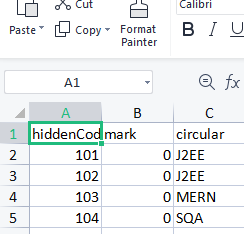 Cut
Calibri
Paste Copy Format Painter B I U
A1 fx
A B C
1 hiddenCod mark circular
2 101 0 J2EE
3 102 0 J2EE
4 103 0 MERN
5 104 0 SQA